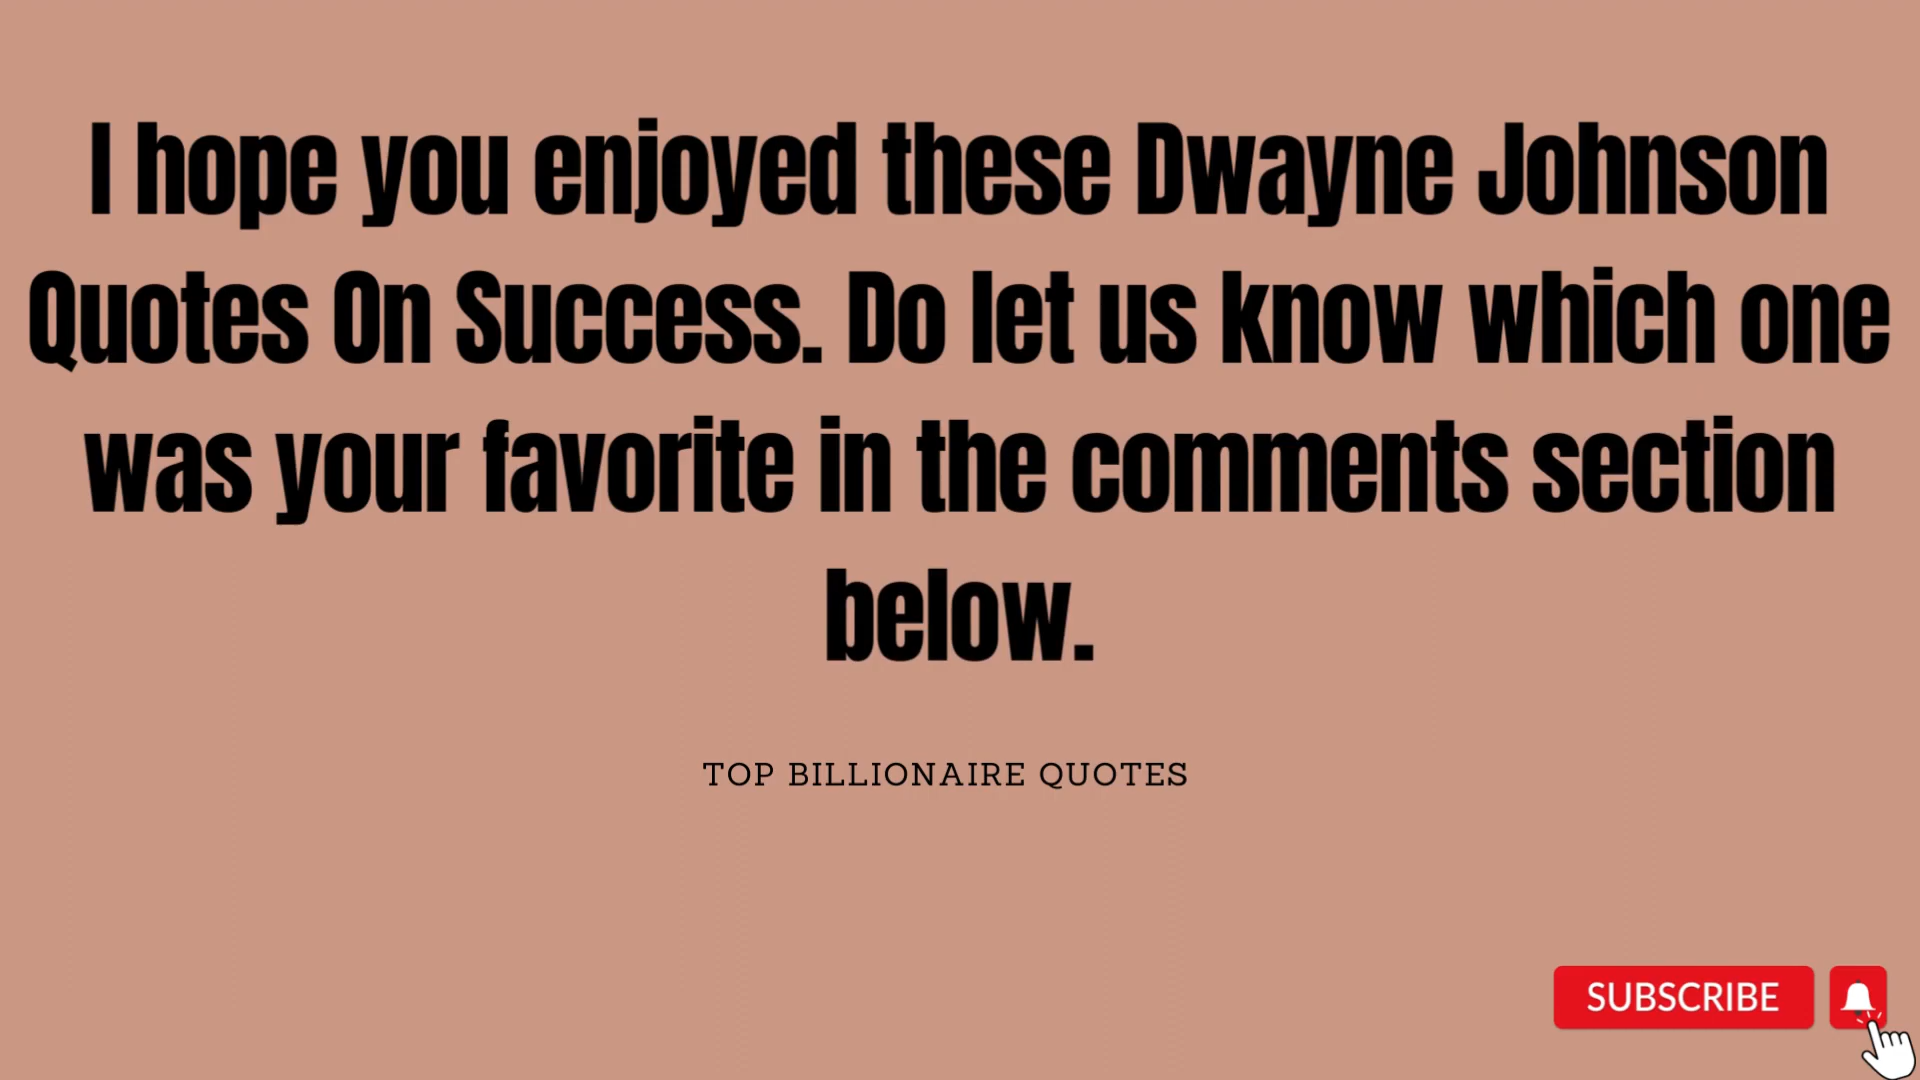 I hope you enjoyed these Dwayne Johnson
Quotes On Success. Do let us know which one
was your favorite in the comments section
below.
TOP BILLIONAIRE QUOTES
SUBSCRIBE